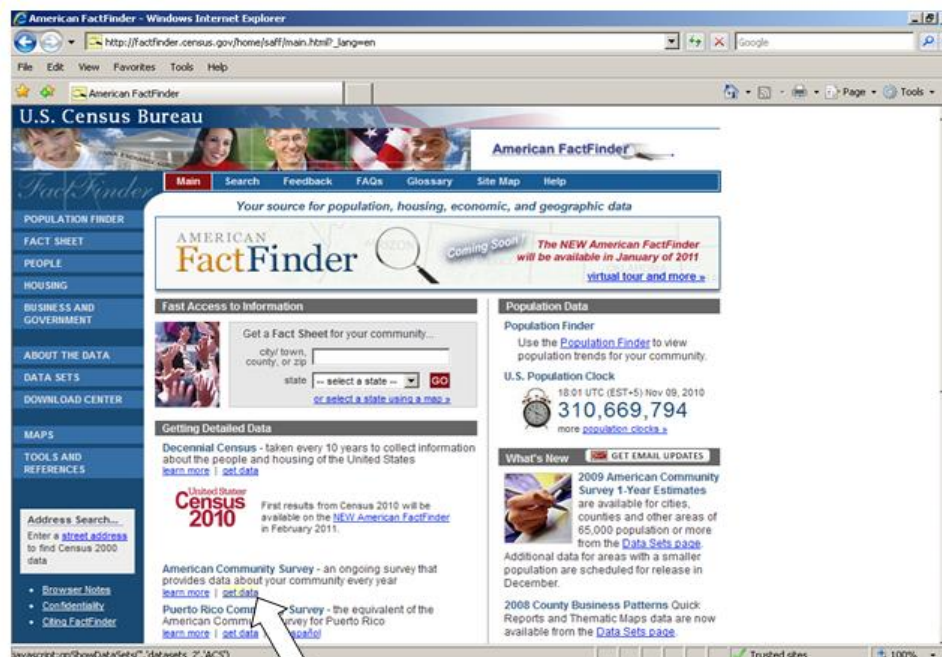 American FactFinder - Windows Internet Explorer
http://factfinder.census.gov/home/saff/main.html?_lang=en
Google
File Edit View Favorites Tools Help
American FactFinder
Page Tools
U.S. Census Bureau
American FactFinder
FactFinder
Main Search Feedback FAQs Glossary Site Map Help
Your source for population, housing, economic, and geographic data
POPULATION FINDER
FACT SHEET
PEOPLE
HOUSING
BUSINESS AND
GOVERNMENT
ABOUT THE DATA
DATA SETS
DOWNLOAD CENTER
MAPS
TOOLS AND
REFERENCES
Address Search...
Enter a street address
to find Census 2000
data
Browser Notes
Confidentiality
Citing FactFinder
AMERICAN
FactFinder
Coming Soon!
The NEW American FactFinder
will be available in January of 2011
virtual tour and more »
Fast Access to Information
Get a Fact Sheet for your community...
city/ town,
county, or zip
state -- select a state -- GO
or select a state using a map »
Getting Detailed Data
Decennial Census - taken every 10 years to collect information
about the people and housing of the United States
learn more | get data
United States
Census
2010
First results from Census 2010 will be
available on the NEW American FactFinder
in February 2011.
American Community Survey - an ongoing survey that
provides data about your community every year
learn more | get data
Puerto Rico Community Survey - the equivalent of the
American Community Survey for Puerto Rico
learn more | get data español
Population Data
Population Finder
Use the Population Finder to view
population trends for your community.
U.S. Population Clock
18:01 UTC (EST+5) Nov 09, 2010
310,669,794
more population clocks »
What's New GET EMAIL UPDATES
2009 American Community
Survey 1-Year Estimates
are available for cities,
counties and other areas of
65,000 population or more
from the Data Sets page.
Additional data for areas with a smaller
population are scheduled for release in
December.
2008 County Business Patterns Quick
Reports and Thematic Maps data are now
available from the Data Sets page.
Trusted sites 100%